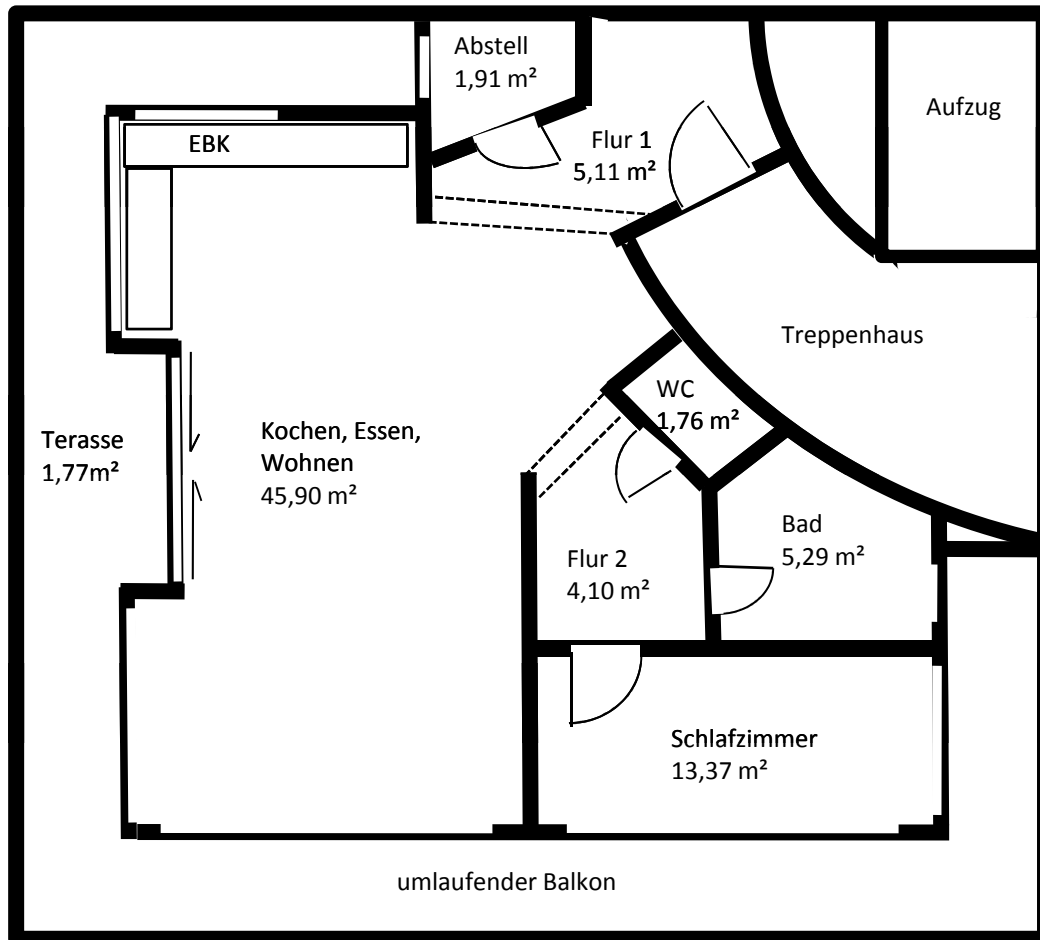 Abstell
1,91 m²
Aufzug
EBK
Flur 1
5,11 m²
Treppenhaus
WC
1,76 m²
Terasse
1,77m²
Kochen, Essen,
Wohnen
45,90 m²
Bad
5,29 m²
Flur 2
4,10 m²
Schlafzimmer
13,37 m²
umlaufender Balkon